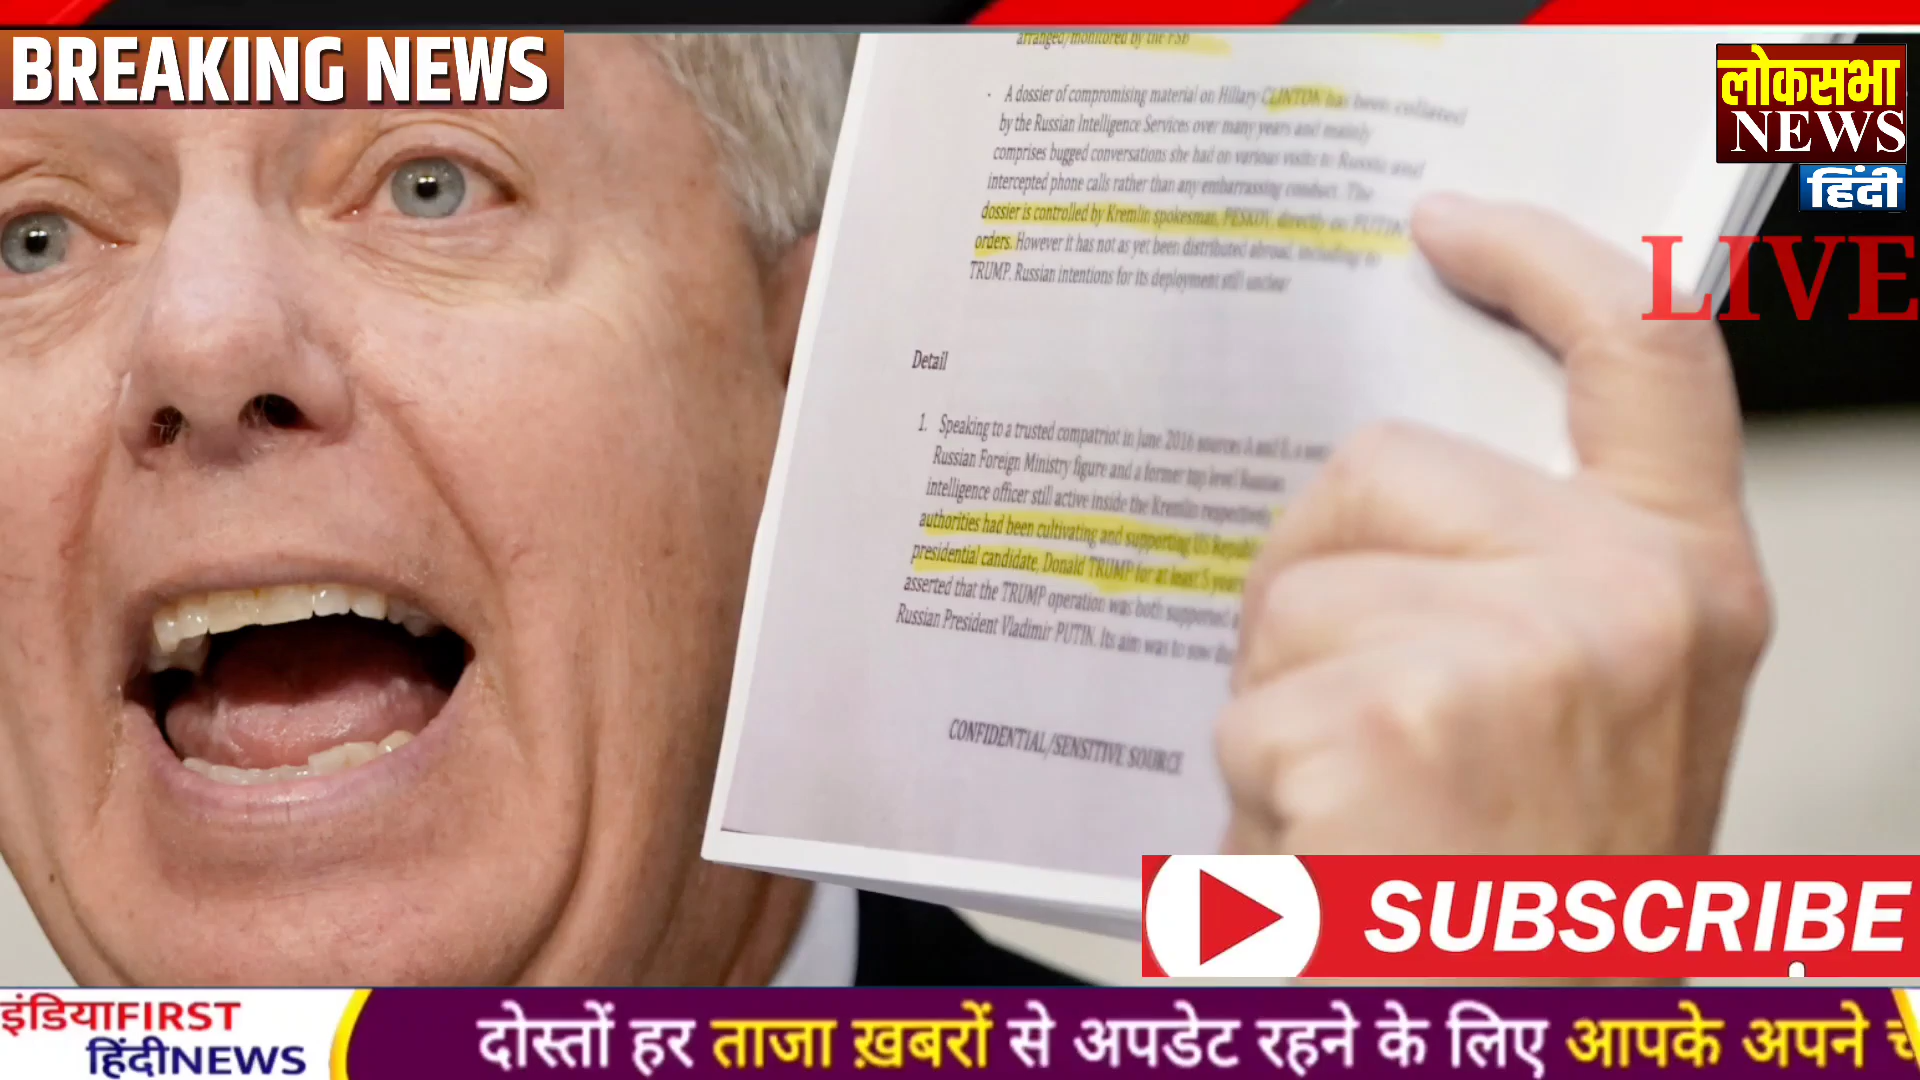 BREAKING NEWS
लोकसभा
NEWS
हिंदी
LIVE
arranged/monitored by the FSB
- A dossier of compromising material on Hillary CLINTON has been collated
by the Russian Intelligence Services over many years and mainly
comprises bugged conversations she had on various visits to Russia and
intercepted phone calls rather than any embarrassing conduct. The
dossier is controlled by Kremlin spokesman, PESKOV, directly on PUTIN
orders. However it has not as yet been distributed abroad, including to
TRUMP. Russian intentions for its deployment still unclear
Detail
1. Speaking to a trusted compatriot in June 2016 sources A and B, a
Russian Foreign Ministry figure and a former top level Russian
intelligence officer still active inside the Kremlin respectively
authorities had been cultivating and supporting US
presidential candidate, Donald TRUMP for at least 5 years
asserted that the TRUMP operation was both supported
Russian President Vladimir PUTIN. Its aim was to sow
CONFIDENTIAL/SENSITIVE SOURCE
SUBSCRIBE
इंडियाFIRST
हिंदीNEWS
दोस्तों हर ताजा ख़बरों से अपडेट रहने के लिए आपके अपने